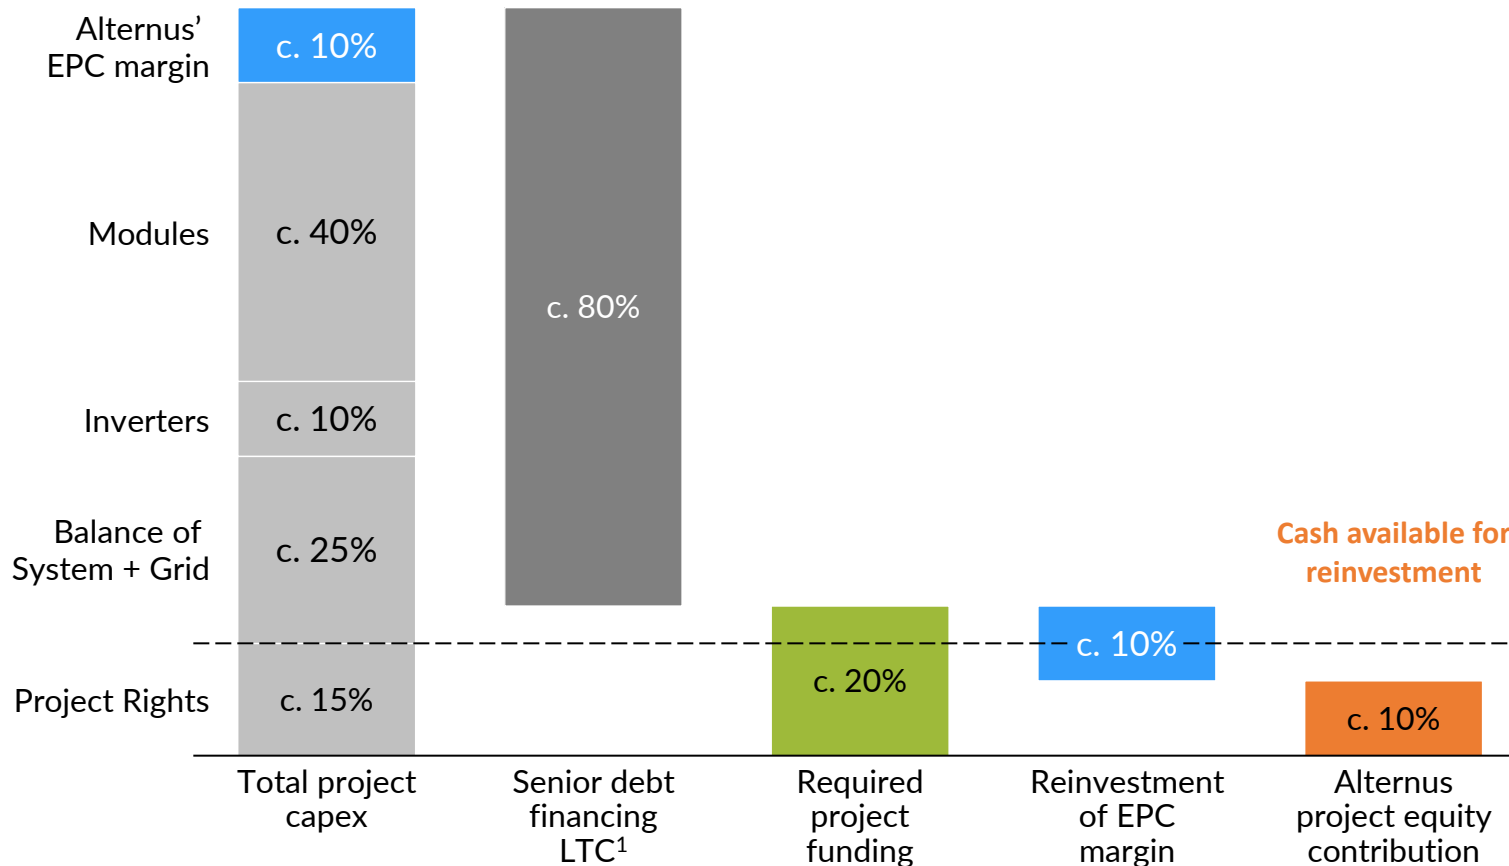 Alternus’
EPC margin
c. 10%
Modules
c. 40%
c. 80%
Inverters
c. 10%
Balance of
System + Grid
c. 25%
Cash available for
reinvestment
Project Rights
c. 15%
c. 20%
c. 10%
c. 10%
Total project
capex
Senior debt
financing
LTC¹
Required
project
funding
Reinvestment
of EPC
margin
Alternus
project equity
contribution